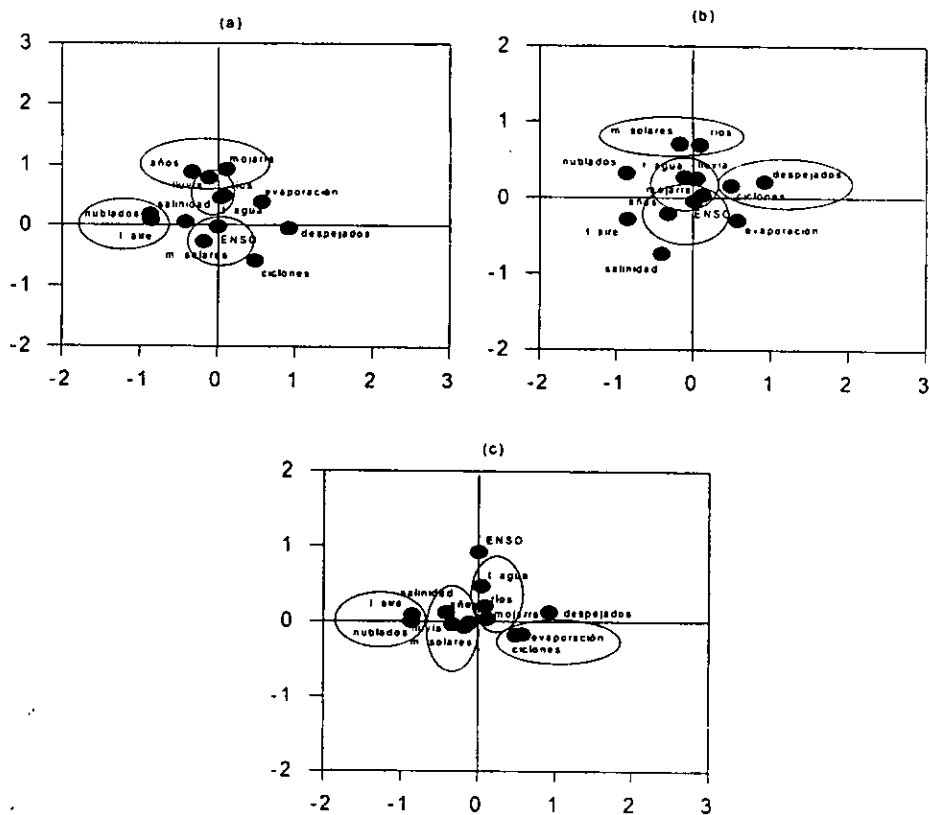 (a)
3
2
1
0
-1
-2
-2 -1 0 1 2 3
años
mojarra
lluvia
evaporación
salinidad
agua
nublados
t aire
ENSO
despejados
m solares
ciclones
(b)
2
1
0
-1
-2
-2 -1 0 1 2 3
m solares
ríos
nublados
t agua
lluvia
despejados
mojarra
ciclones
años
ENSO
t aire
evaporación
salinidad
(c)
2
1
0
-1
-2
-2 -1 0 1 2 3
ENSO
t agua
salinidad
t aire
años
ríos
mojarra
despejados
nublados
lluvia
evaporación
m solares
ciclones